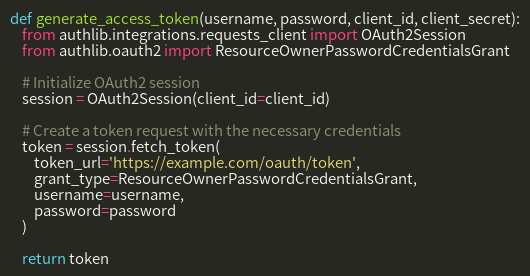 def generate_access_token(username, password, client_id, client_secret):
    from authlib.integrations.requests_client import OAuth2Session
    from authlib.oauth2 import ResourceOwnerPasswordCredentialsGrant

    # Initialize OAuth2 session
    session = OAuth2Session(client_id=client_id)

    # Create a token request with the necessary credentials
    token = session.fetch_token(
        token_url='https://example.com/oauth/token',
        grant_type=ResourceOwnerPasswordCredentialsGrant,
        username=username,
        password=password
    )

    return token